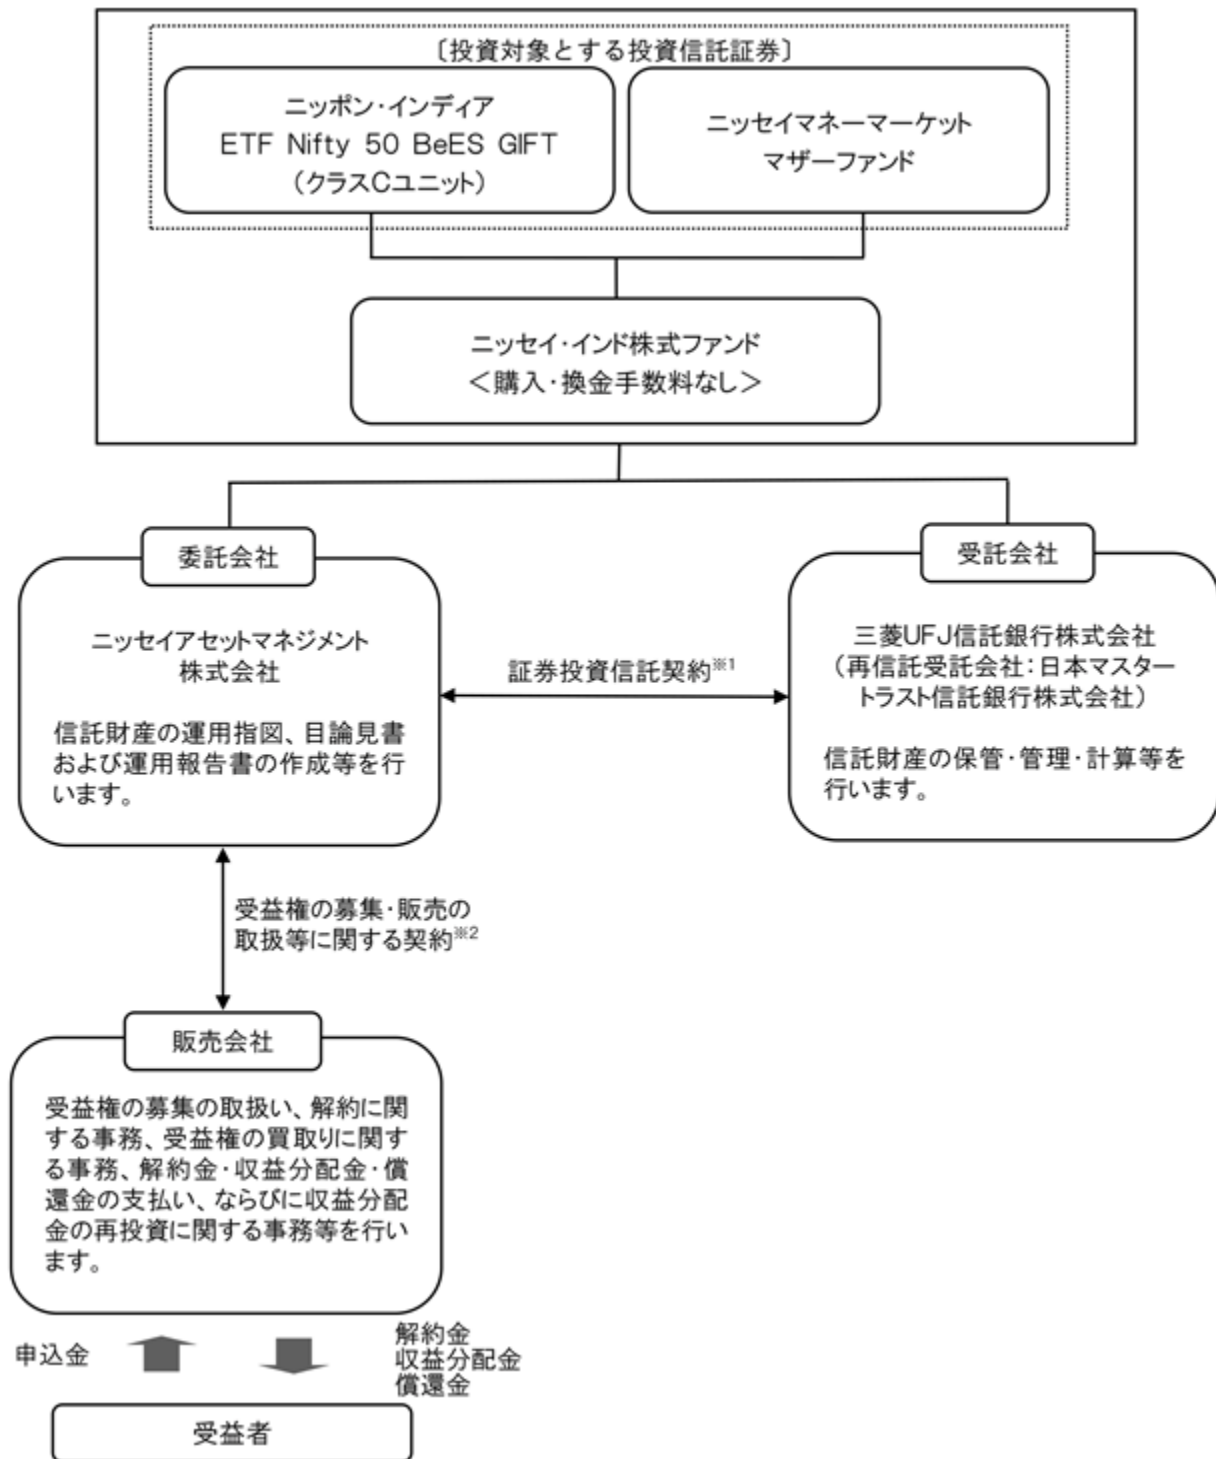 〔投資対象とする投資信託証券〕
ニッポン・インディア
ETF Nifty 50 BeES GIFT
（クラスCユニット）
ニッセイマネーマーケット
マザーファンド
ニッセイ・インド株式ファンド
＜購入・換金手数料なし＞
委託会社
ニッセイアセットマネジメント
株式会社
信託財産の運用指図、目論見書
および運用報告書の作成等を行
います。
証券投資信託契約※1
受託会社
三菱UFJ信託銀行株式会社
（再信託受託会社：日本マスター
トラスト信託銀行株式会社）
信託財産の保管・管理・計算等を
行います。
受益権の募集・販売の
取扱等に関する契約※2
販売会社
受益権の募集の取扱い、解約に関
する事務、受益権の買取りに関す
る事務、解約金・収益分配金・償
還金の支払い、ならびに収益分配
金の再投資に関する事務等を行い
ます。
申込金
解約金
収益分配金
償還金
受益者